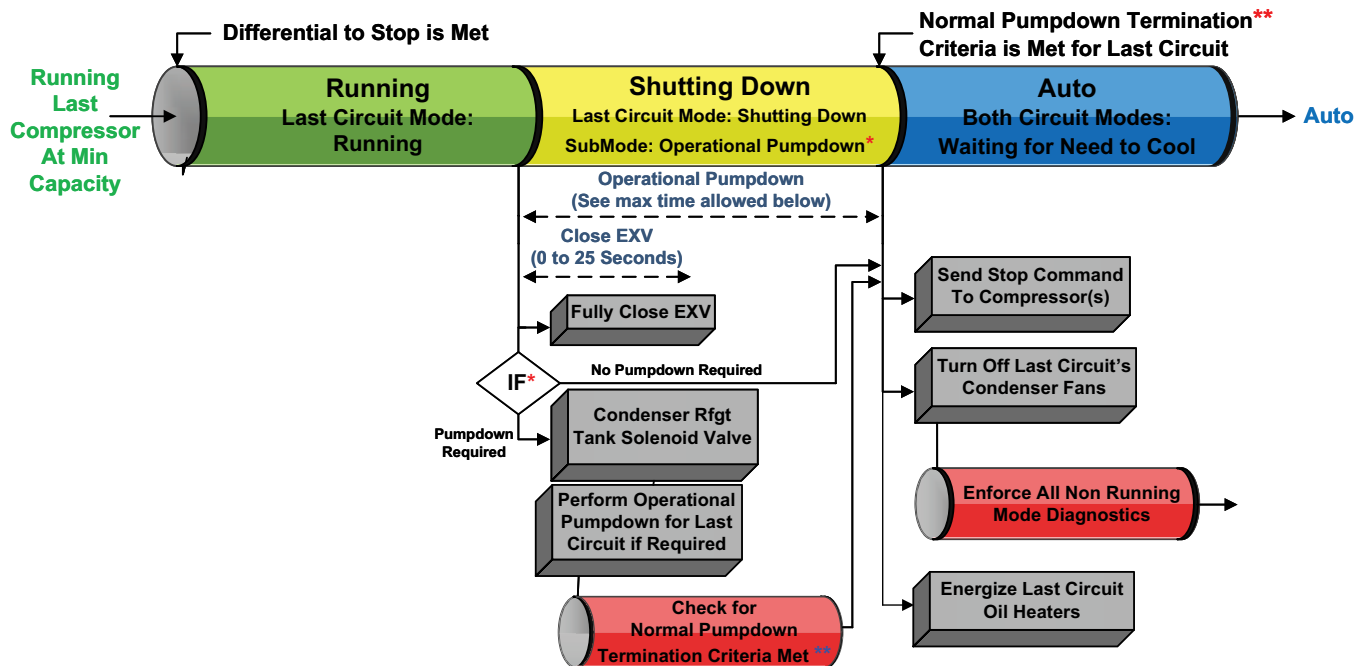 Differential to Stop is Met
Normal Pumpdown Termination**
Criteria is Met for Last Circuit
Running
Last
Compressor
At Min
Capacity
Running
Last Circuit Mode:
Running
Shutting Down
Last Circuit Mode: Shutting Down
SubMode: Operational Pumpdown*
Auto
Both Circuit Modes:
Waiting for Need to Cool
Auto
Operational Pumpdown
(See max time allowed below)
Close EXV
(0 to 25 Seconds)
Fully Close EXV
IF*
No Pumpdown Required
Pumpdown
Required
Condenser Rfgt
Tank Solenoid Valve
Perform Operational
Pumpdown for Last
Circuit if Required
Check for
Normal Pumpdown
Termination Criteria Met **
Send Stop Command
To Compressor(s)
Turn Off Last Circuit's
Condenser Fans
Enforce All Non Running
Mode Diagnostics
Energize Last Circuit
Oil Heaters